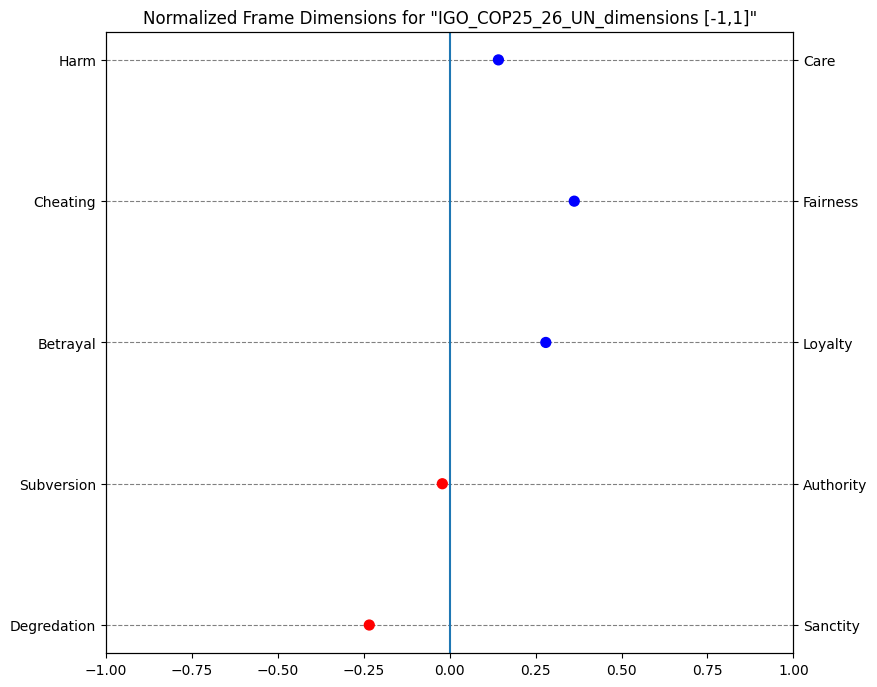 Normalized Frame Dimensions for "IGO_COP25_26_UN_dimensions [-1,1]"
Harm Care
Cheating Fairness
Betrayal Loyalty
Subversion Authority
Degredation Sanctity
−1.00 −0.75 −0.50 −0.25 0.00 0.25 0.50 0.75 1.00